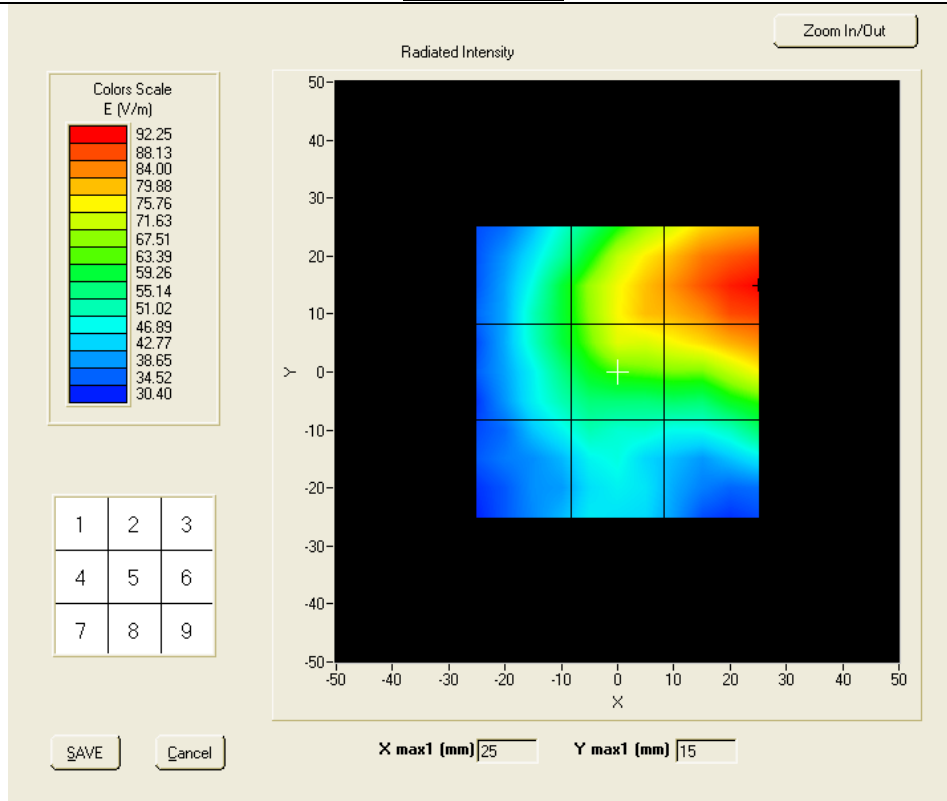 Zoom In/Out
Radiated Intensity
Colors Scale
E (V/m)
92.25
88.13
84.00
79.88
75.76
71.63
67.51
63.39
59.26
55.14
51.02
46.89
42.77
38.65
34.52
30.40
50
40
30
20
10
Y 0
-10
-20
-30
-40
-50
-50 -40 -30 -20 -10 0 10 20 30 40 50
X
1 2 3
4 5 6
7 8 9
SAVE Cancel
X max1 (mm) 25 Y max1 (mm) 15